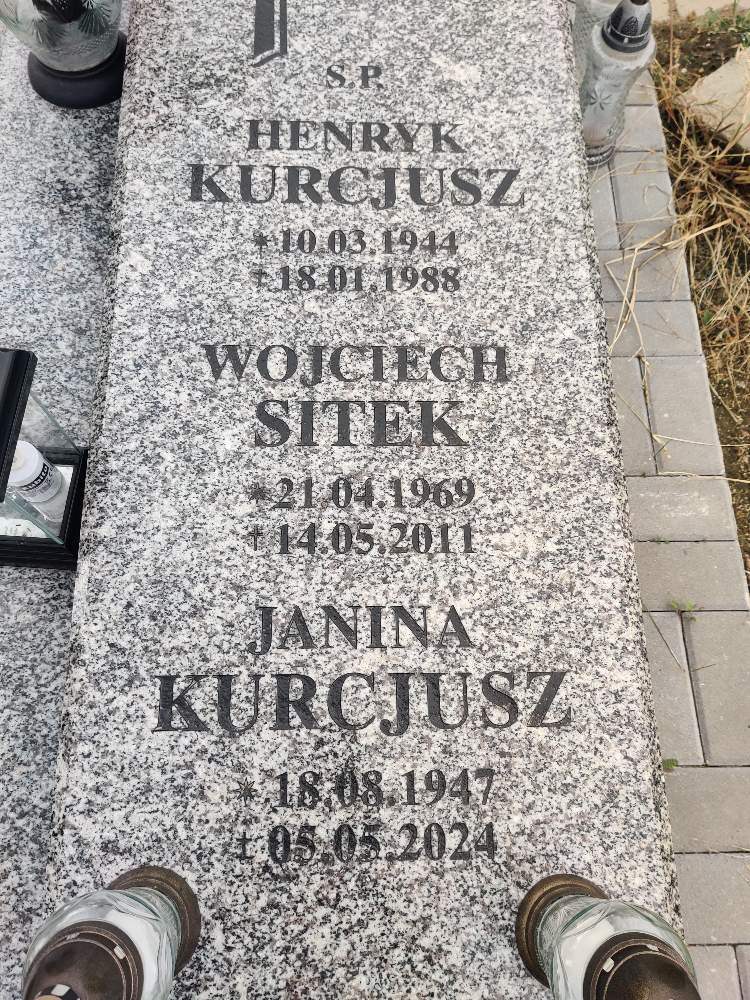 S.P.
HENRYK
KURCJUSZ
* 10.03.1944
† 18.01.1988
WOJCIECH
SITEK
* 21.04.1969
† 14.05.2011
JANINA
KURCJUSZ
* 18.08.1947
† 05.05.2024